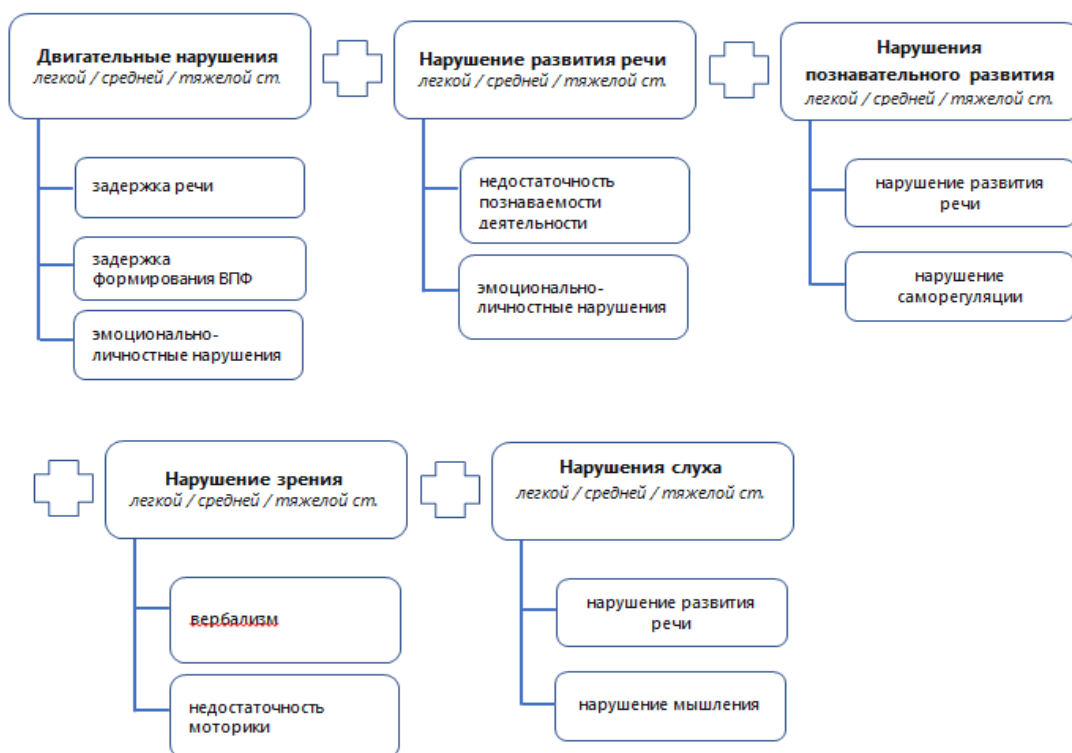 Двигательные нарушения
легкой / средней / тяжелой ст.
задержка речи
задержка
формирования ВПФ
эмоционально-
личностные нарушения
Нарушение развития речи
легкой / средней / тяжелой ст.
недостаточность
познаваемости
деятельности
эмоционально-
личностные нарушения
Нарушения
познавательного развития
легкой / средней / тяжелой ст.
нарушение развития
речи
нарушение
саморегуляции
Нарушение зрения
легкой / средней / тяжелой ст.
вербализм
недостаточность
моторики
Нарушения слуха
легкой / средней / тяжелой ст.
нарушение развития
речи
нарушение мышления